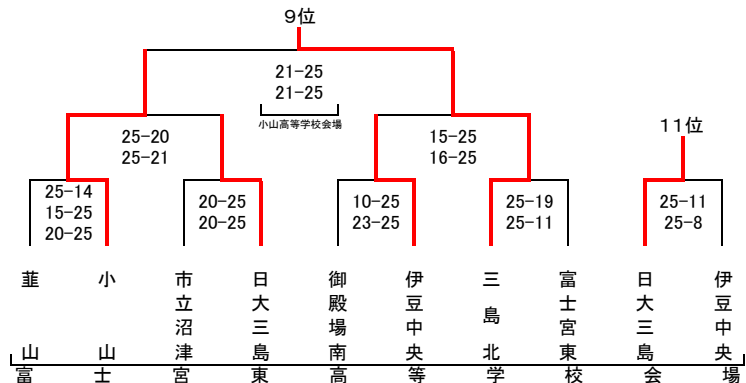 9位
21-25
21-25
小山高等学校会場
11位
25-20
25-21
15-25
16-25
25-14
15-25
20-25
20-25
20-25
10-25
23-25
25-19
25-11
25-11
25-8
韮山
小山
市立沼津
日大三島
御殿場南
伊豆中央
三島北
富士宮東
日大三島
伊豆中央
富士宮東高等学校会場